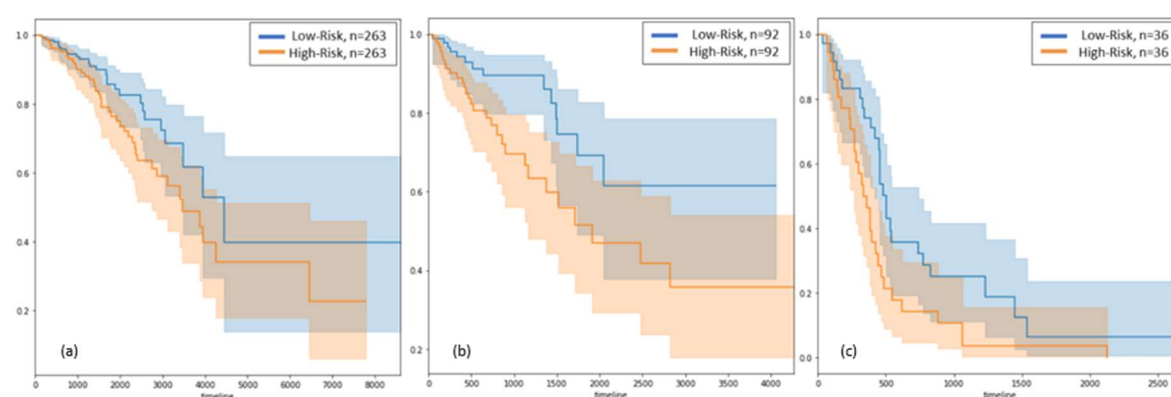 Low-Risk, n=263
High-Risk, n=263
1.0
0.8
0.6
0.4
0.2
(a)
0 1000 2000 3000 4000 5000 6000 7000 8000
timeline
Low-Risk, n=92
High-Risk, n=92
1.0
0.8
0.6
0.4
0.2
(b)
0 500 1000 1500 2000 2500 3000 3500 4000
timeline
Low-Risk, n=36
High-Risk, n=36
1.0
0.8
0.6
0.4
0.2
0.0
(c)
0 500 1000 1500 2000 2500
timeline